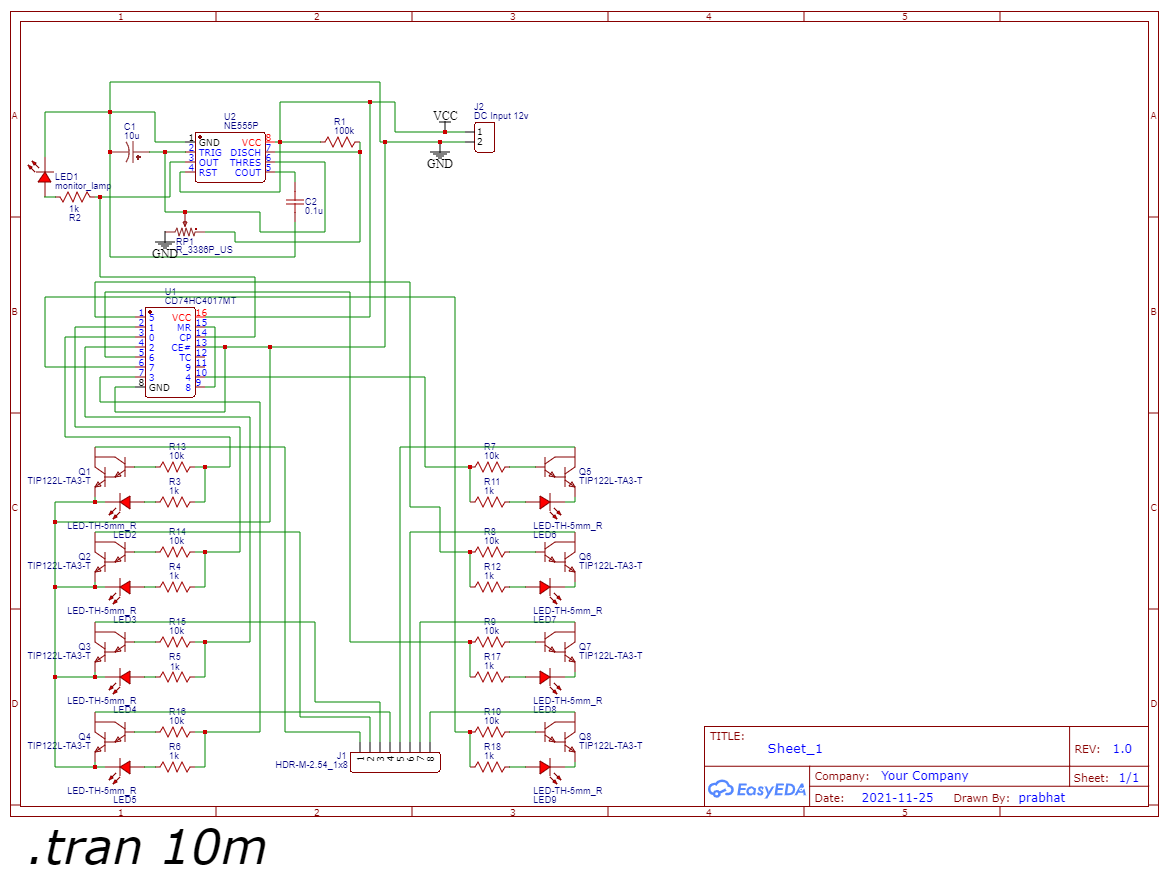 1 2 3 4 5
A A
J2
DC Input 12v
VCC
1
2
GND
C1
10u
U2
NE555P
R1
100k
1 GND VCC 8
2 TRIG DISCH 7
3 OUT THRES 6
4 RST COUT 5
LED1
monitor_lamp
1k
R2
C2
0.1u
GND
RP1
R_3386P_US
B B
U1
CD74HC4017MT
1 5 VCC 16
2 1 MR 15
3 0 CP 14
4 2 CE# 13
5 6 TC 12
6 7 9 11
7 3 4 10
8 GND 8 9
C C
R13
10k
Q1
TIP122L-TA3-T
R3
1k
LED-TH-5mm_R
LED2
R7
10k
Q5
TIP122L-TA3-T
R11
1k
LED-TH-5mm_R
LED6
R14
10k
Q2
TIP122L-TA3-T
R4
1k
LED-TH-5mm_R
LED3
R8
10k
Q6
TIP122L-TA3-T
R12
1k
LED-TH-5mm_R
LED7
R15
10k
Q3
TIP122L-TA3-T
R5
1k
LED-TH-5mm_R
LED4
R9
10k
Q7
TIP122L-TA3-T
R17
1k
LED-TH-5mm_R
LED8
D D
R16
10k
Q4
TIP122L-TA3-T
R6
1k
LED-TH-5mm_R
LED5
R10
10k
Q8
TIP122L-TA3-T
R18
1k
LED-TH-5mm_R
LED9
J1
HDR-M-2.54_1x8
1 2 3 4 5 6 7 8
TITLE:
Sheet_1
REV: 1.0
EasyEDA
Company: Your Company
Sheet: 1/1
Date: 2021-11-25 Drawn By: prabhat
1 2 3 4 5
.tran 10m